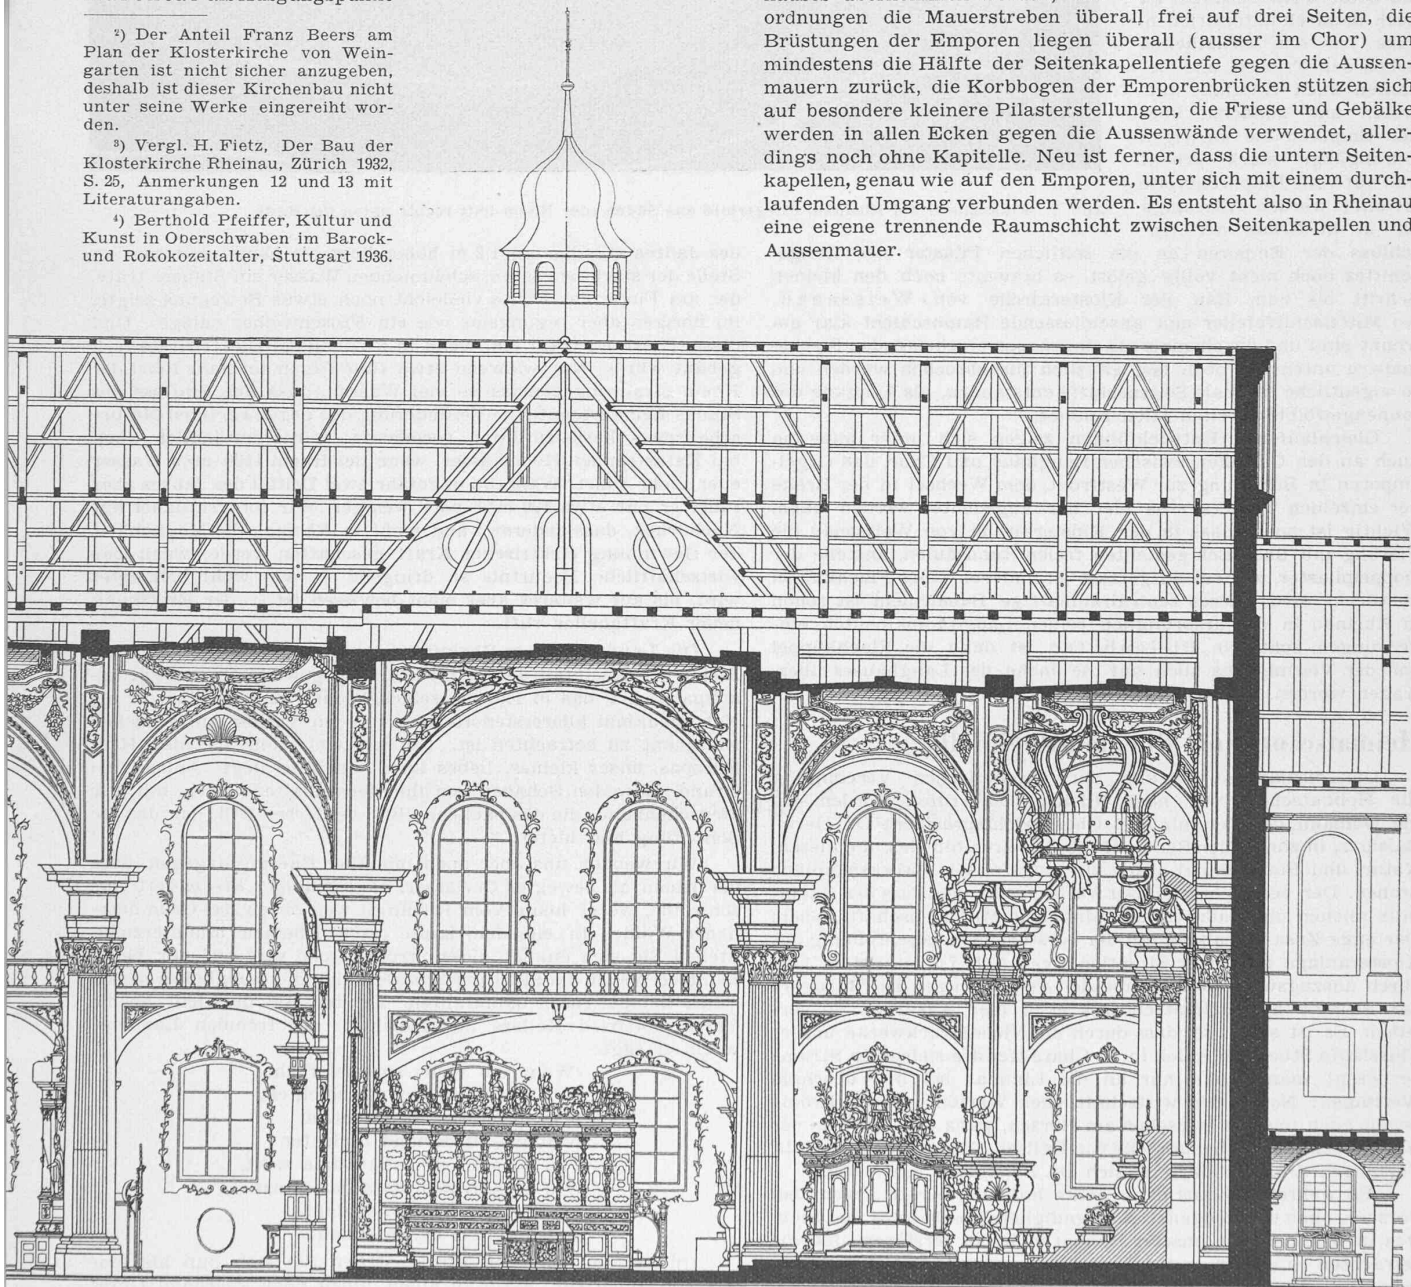 ²) Der Anteil Franz Beers am
Plan der Klosterkirche von Wein-
garten ist nicht sicher anzugeben,
deshalb ist dieser Kirchenbau nicht
unter seine Werke eingereiht wor-
den.
³) Vergl. H. Fietz, Der Bau der
Klosterkirche Rheinau, Zürich 1932,
S. 25, Anmerkungen 12 und 13 mit
Literaturangaben.
⁴) Berthold Pfeiffer, Kultur und
Kunst in Oberschwaben im Barock-
und Rokokozeitalter, Stuttgart 1936.
ordnungen die Mauerstreben überall frei auf drei Seiten, die
Brüstungen der Emporen liegen überall (ausser im Chor) um
mindestens die Hälfte der Seitenkapellentiefe gegen die Aussen-
mauern zurück, die Korbbogen der Emporenbrücken stützen sich
auf besondere kleinere Pilasterstellungen, die Friese und Gebälke
werden in allen Ecken gegen die Aussenwände verwendet, aller-
dings noch ohne Kapitelle. Neu ist ferner, dass die untern Seiten-
kapellen, genau wie auf den Emporen, unter sich mit einem durch-
laufenden Umgang verbunden werden. Es entsteht also in Rheinau
eine eigene trennende Raumschicht zwischen Seitenkapellen und
Aussenmauer.